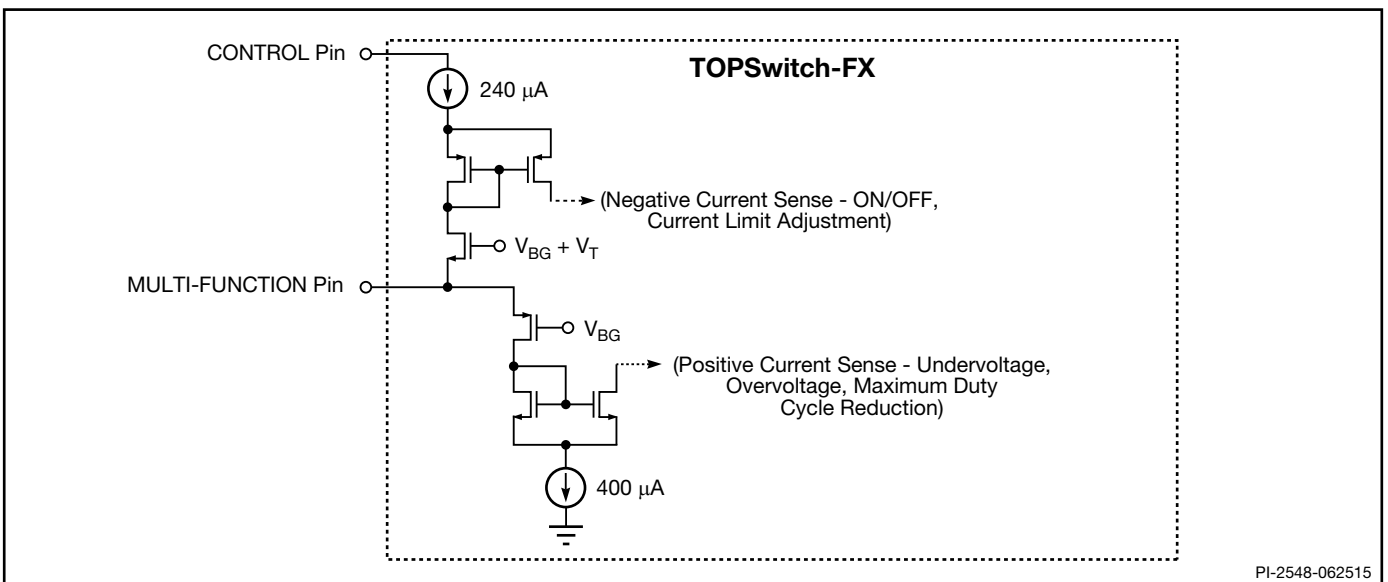 CONTROL Pin
TOPSwitch-FX
240 μA
(Negative Current Sense - ON/OFF,
Current Limit Adjustment)
V_BG + V_T
MULTI-FUNCTION Pin
V_BG
(Positive Current Sense - Undervoltage,
Overvoltage, Maximum Duty
Cycle Reduction)
400 μA
PI-2548-062515